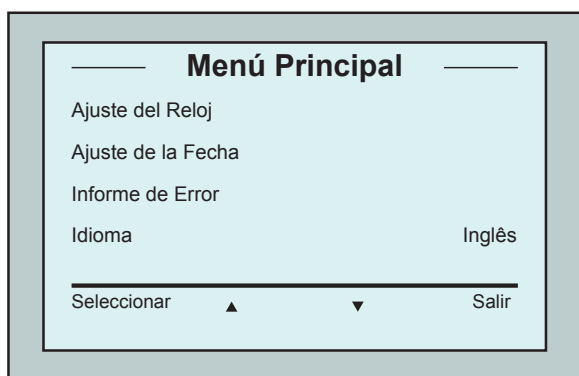 Menú Principal
Ajuste del Reloj
Ajuste de la Fecha
Informe de Error
Idioma Inglês
Seleccionar ▲ ▼ Salir